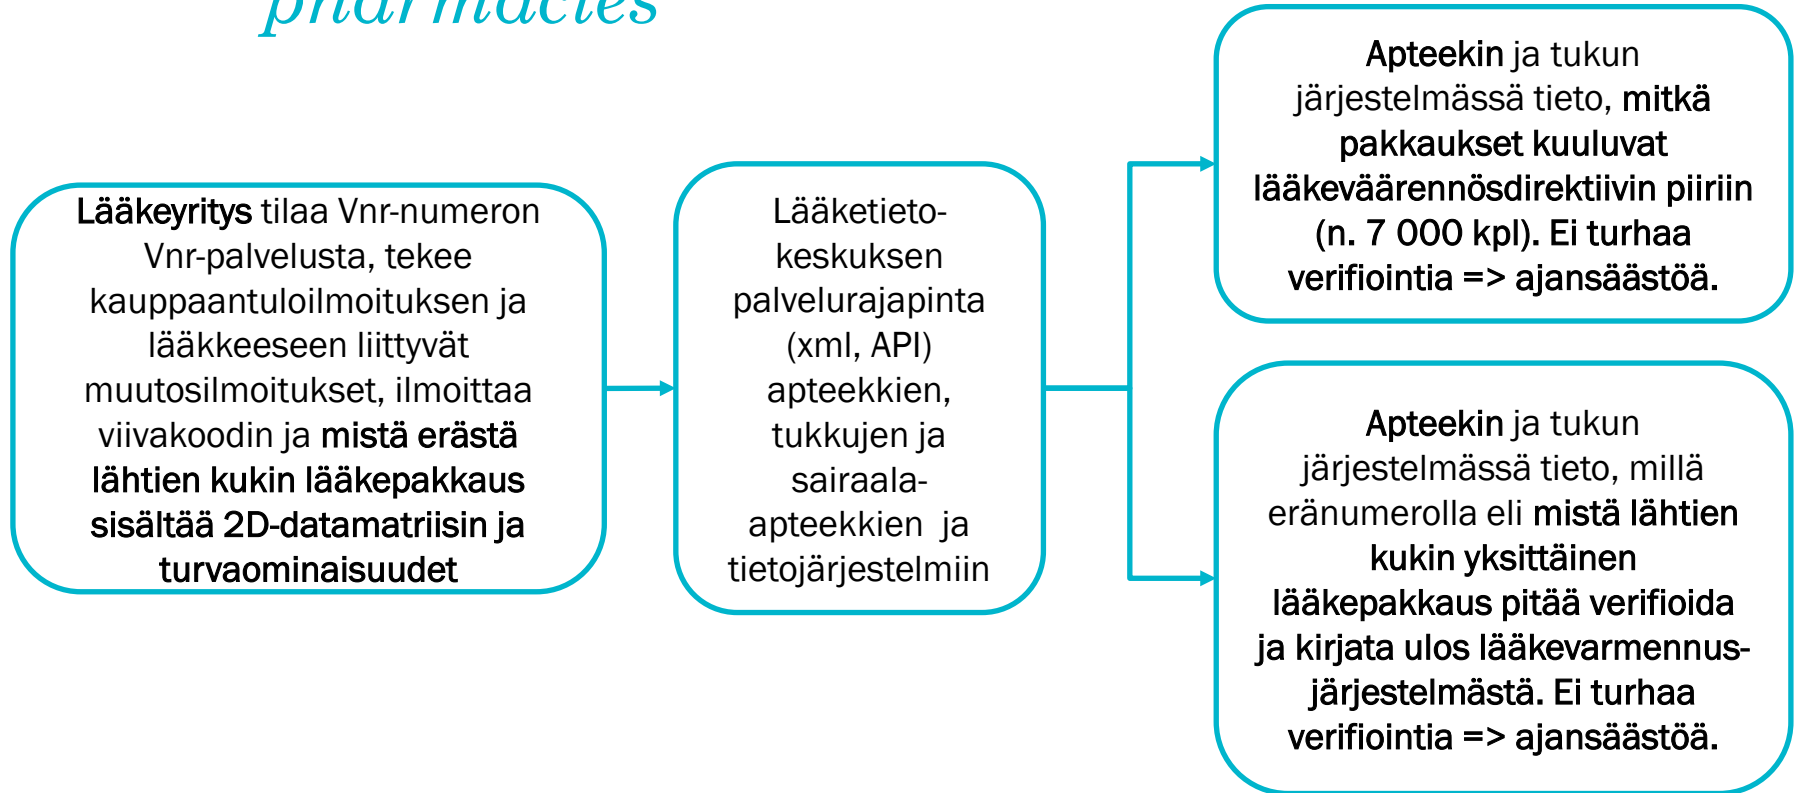 pharmacies
Lääkeyritys tilaa Vnr-numeron
Vnr-palvelusta, tekee
kauppaantuloilmoituksen ja
lääkkeeseen liittyvät
muutosilmoitukset, ilmoittaa
viivakoodin ja mistä erästä
lähtien kukin lääkepakkaus
sisältää 2D-datamatriisin ja
turvaominaisuudet
Lääketieto-
keskuksen
palvelurajapinta
(xml, API)
apteekkien,
tukkujen ja
sairaala-
apteekkien ja
tietojärjestelmiin
Apteekin ja tukun
järjestelmässä tieto, mitkä
pakkaukset kuuluvat
lääkeväärennösdirektiivin piiriin
(n. 7 000 kpl). Ei turhaa
verifiointia => ajansäästöä.
Apteekin ja tukun
järjestelmässä tieto, millä
eränumerolla eli mistä lähtien
kukin yksittäinen
lääkepakkaus pitää verifioida
ja kirjata ulos lääkevarmennus-
järjestelmästä. Ei turhaa
verifiointia => ajansäästöä.